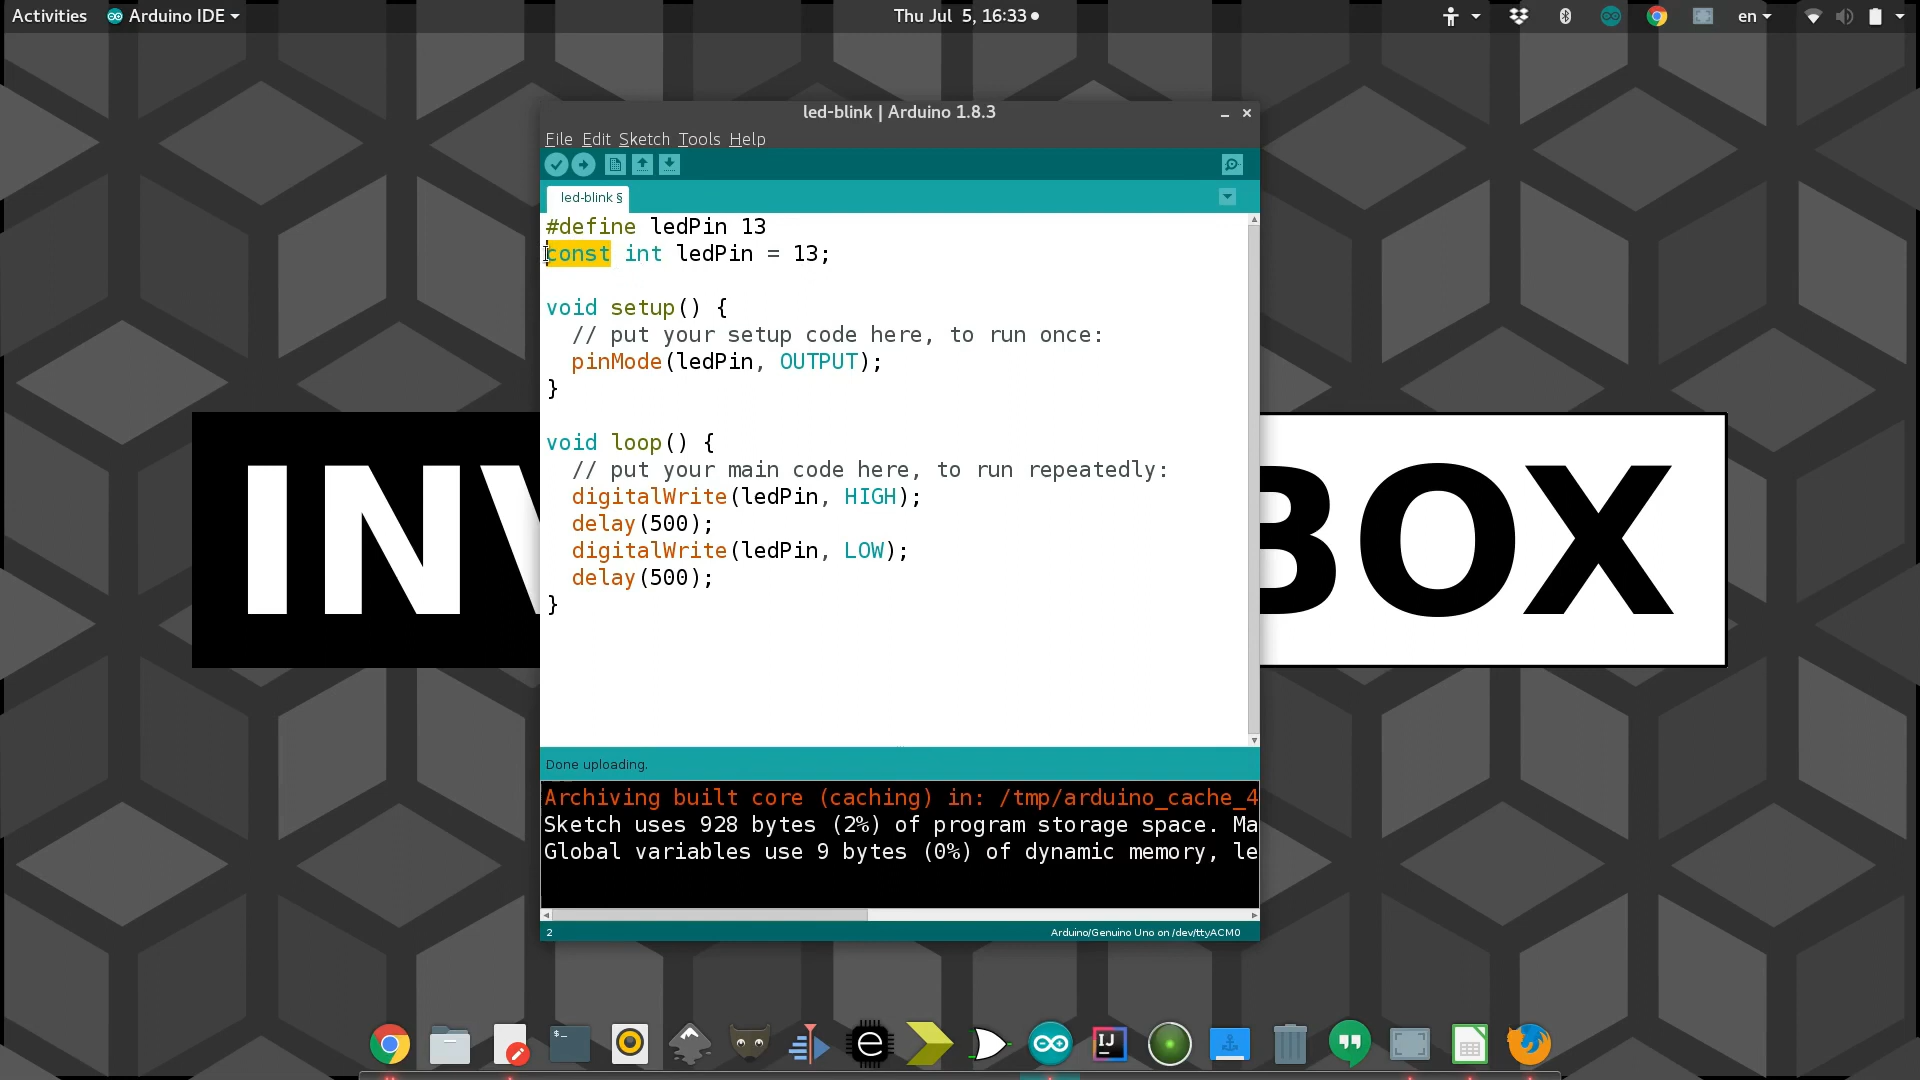 Activities Arduino IDE Thu Jul 5, 16:33 en
led-blink | Arduino 1.8.3
File Edit Sketch Tools Help
led-blink §
#define ledPin 13
const int ledPin = 13;
void setup() {
// put your setup code here, to run once:
pinMode(ledPin, OUTPUT);
}
void loop() {
// put your main code here, to run repeatedly:
digitalWrite(ledPin, HIGH);
delay(500);
digitalWrite(ledPin, LOW);
delay(500);
}
INV BOX
Done uploading.
Archiving built core (caching) in: /tmp/arduino_cache_4
Sketch uses 928 bytes (2%) of program storage space. Ma
Global variables use 9 bytes (0%) of dynamic memory, le
2 Arduino/Genuino Uno on /dev/ttyACM0
$_ e IJ